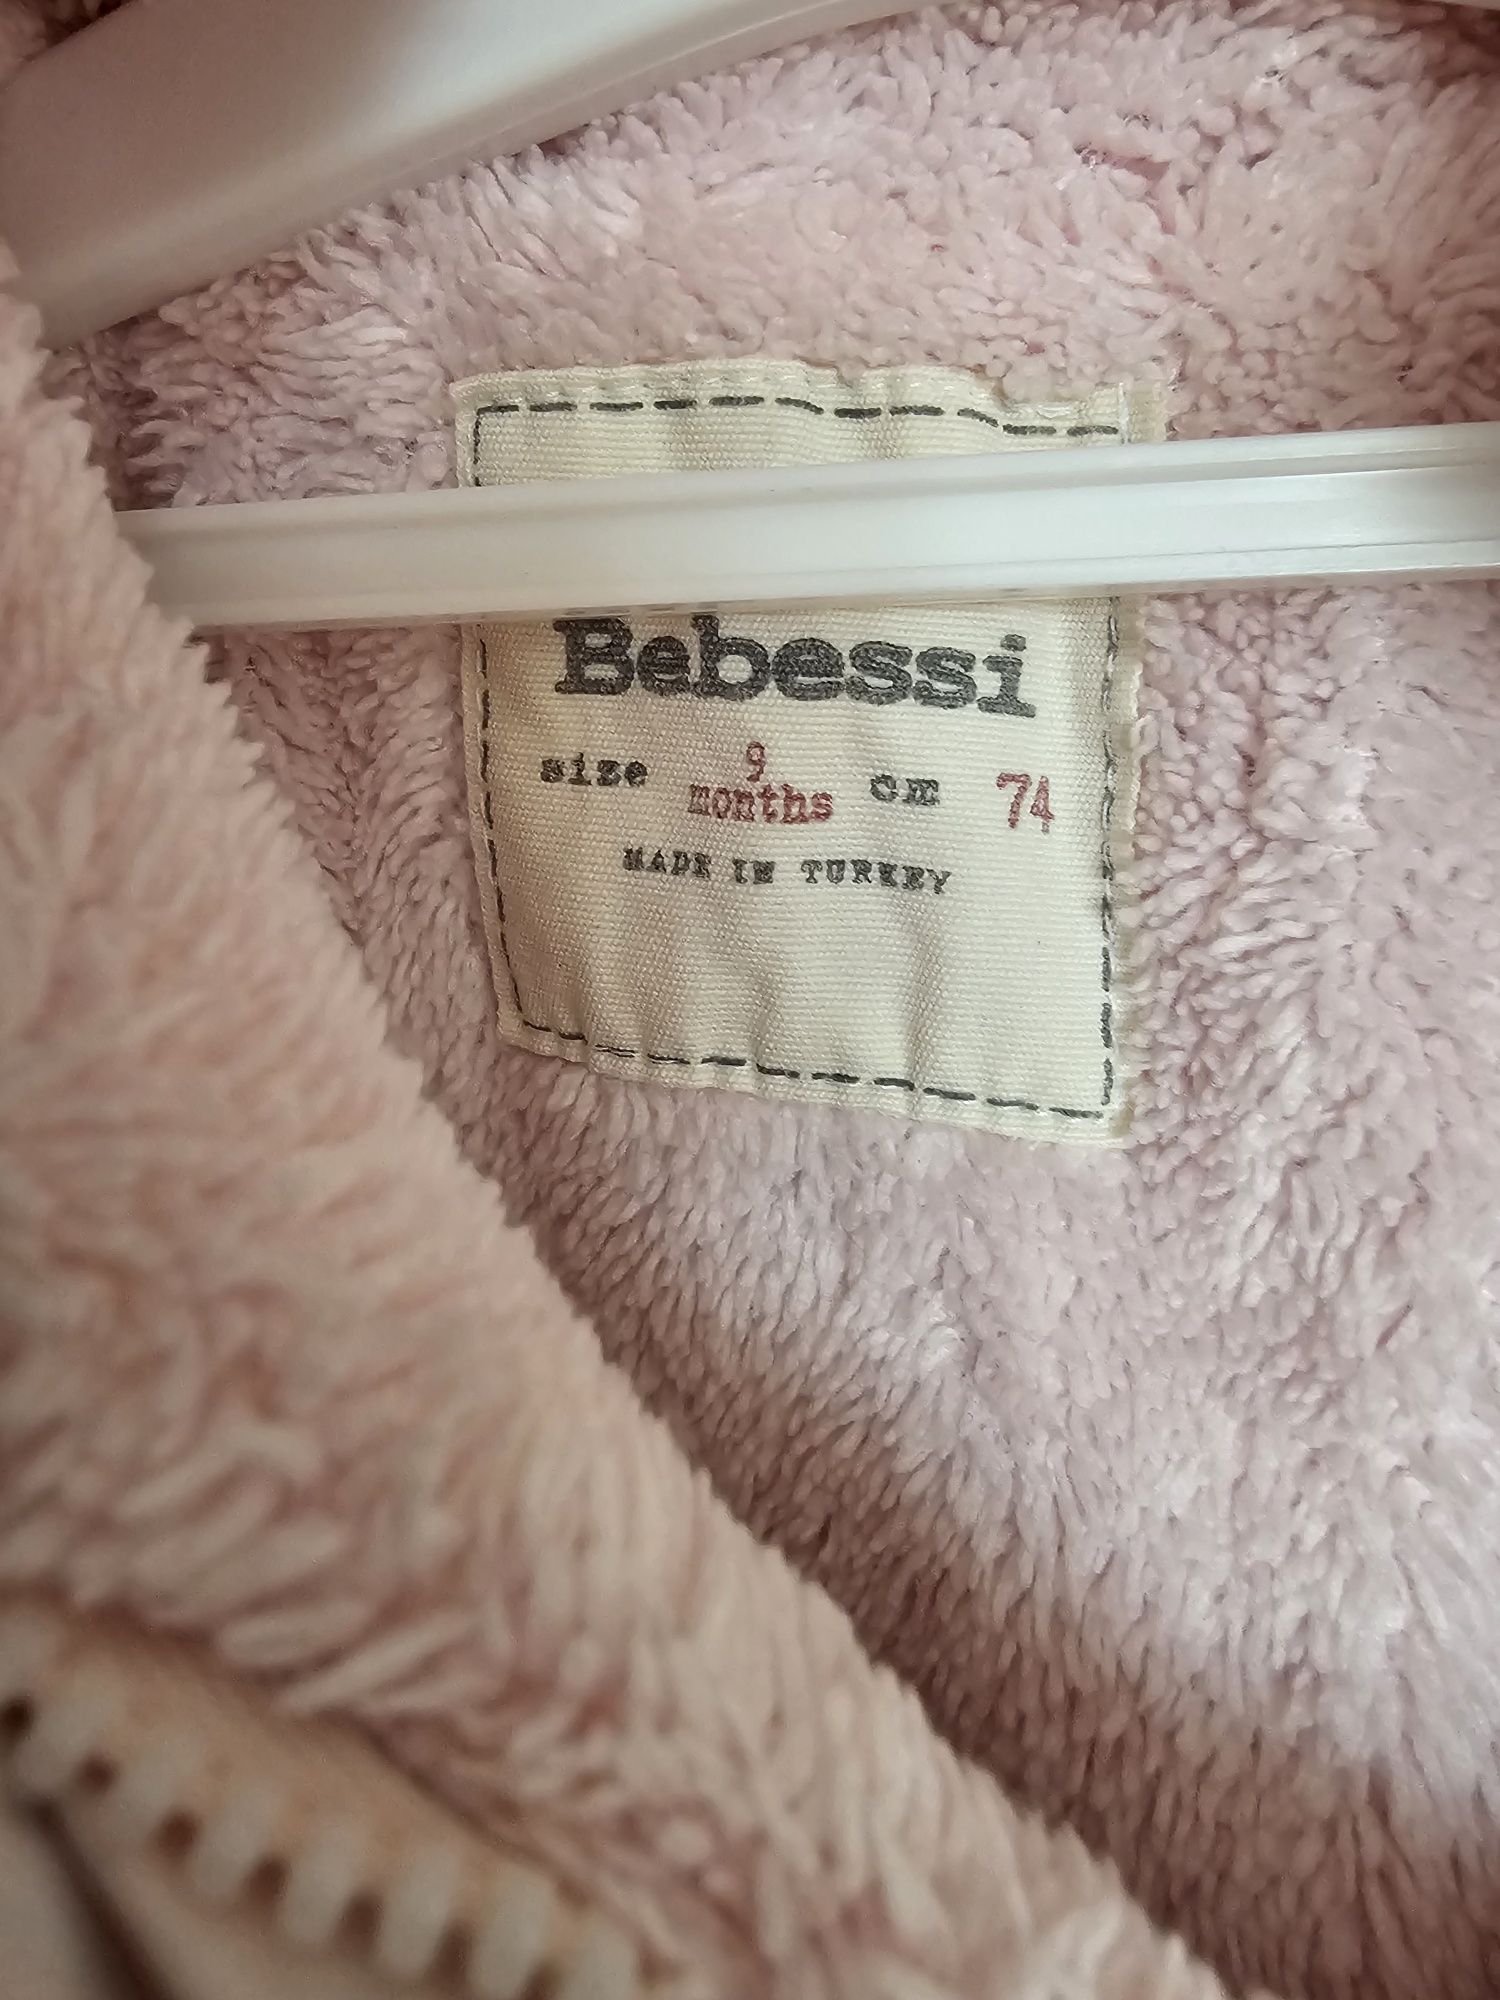 Bebessi
size 9 months cm 74
MADE IN TURKEY